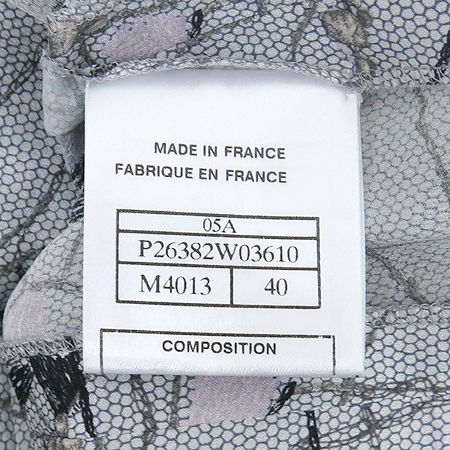 MADE IN FRANCE
FABRIQUE EN FRANCE
05A
P26382W03610
M4013 40
COMPOSITION